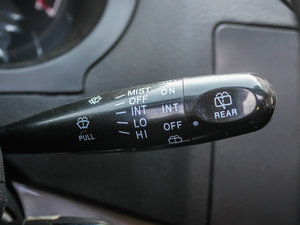 MIST ON
OFF
INT INT
LO
HI OFF
PULL
REAR